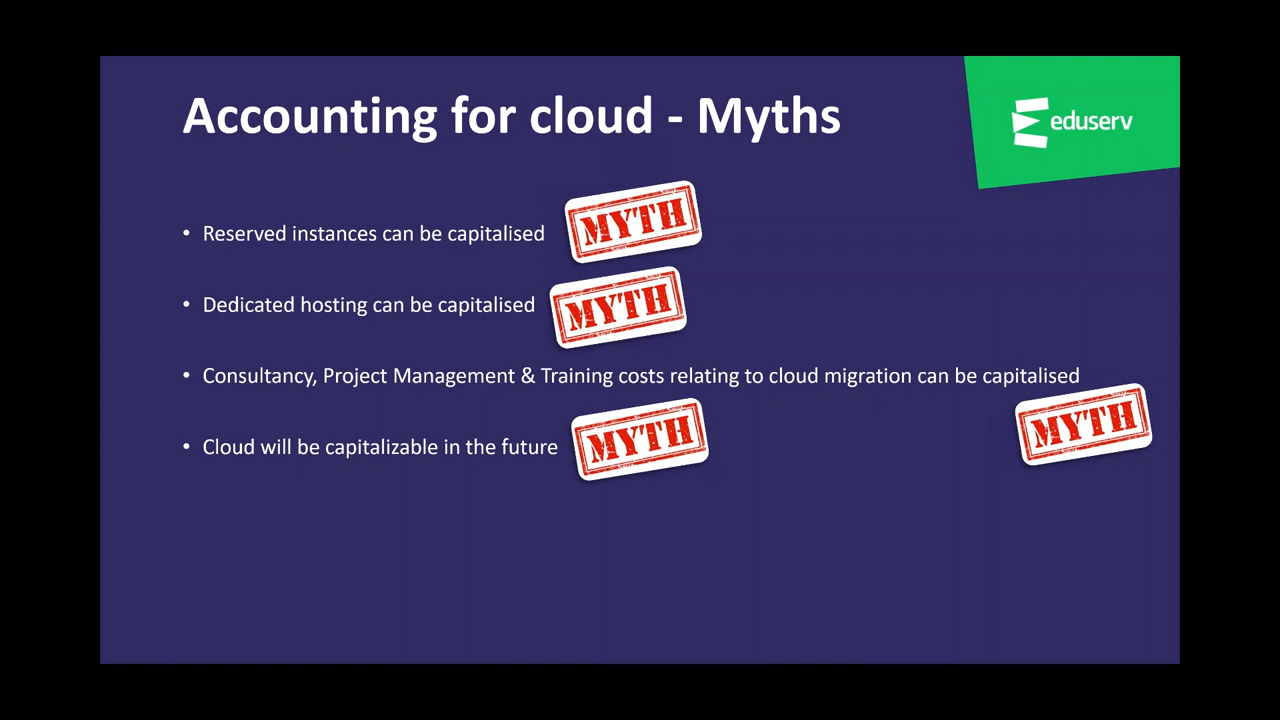 Accounting for cloud - Myths
eduserv
• Reserved instances can be capitalised
MYTH
• Dedicated hosting can be capitalised
MYTH
• Consultancy, Project Management & Training costs relating to cloud migration can be capitalised
MYTH
• Cloud will be capitalizable in the future
MYTH